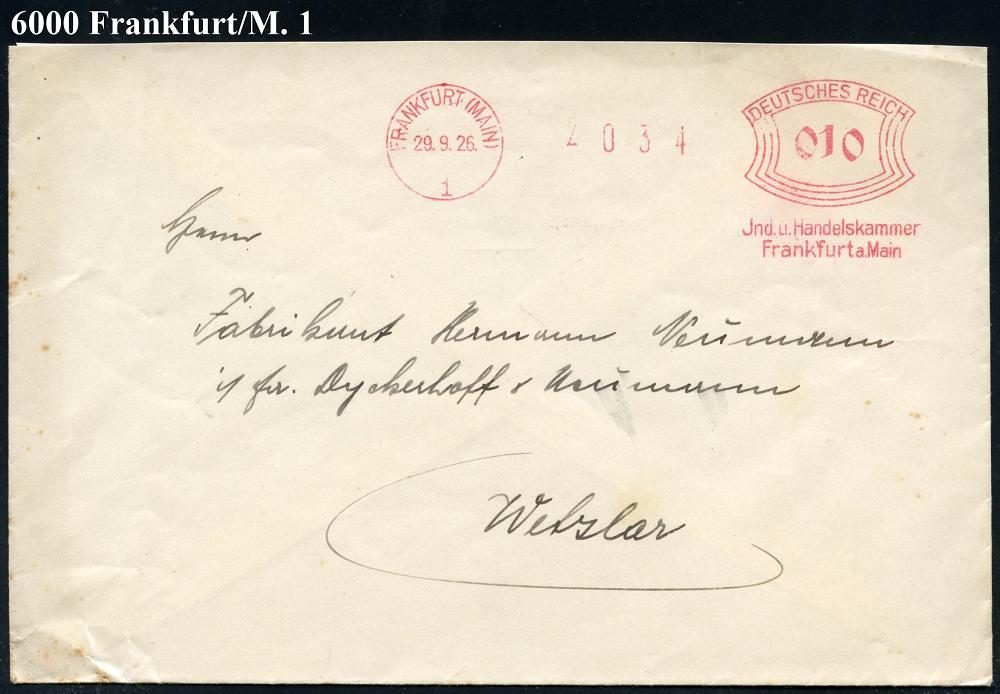 6000 Frankfurt/M. 1
FRANKFURT (MAIN)
29.9.26.
1
2034
DEUTSCHES REICH
010
Jnd. u. Handelskammer
Frankfurt a. Main
Herrn
Fabrikant Hermann Neumann
i/ fa. Dyckerhoff & Neumann
Wetzlar